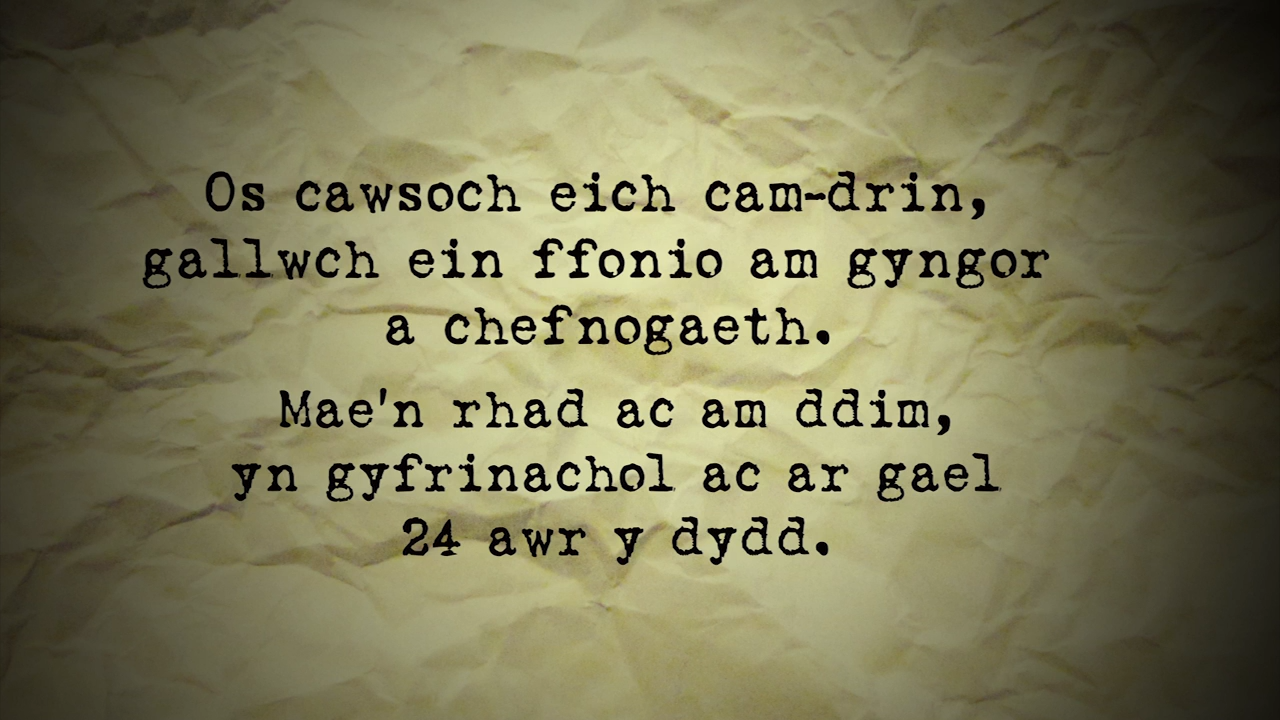 Os cawsoch eich cam-drin,
gallwch ein ffonio am gyngor
a chefnogaeth.
Mae'n rhad ac am ddim,
yn gyfrinachol ac ar gael
24 awr y dydd.